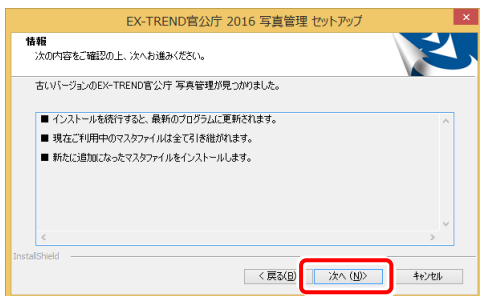 EX-TREND官公庁 2016 写真管理 セットアップ
情報
次の内容をご確認の上、次へお進みください。
古いバージョンのEX-TREND官公庁 写真管理が見つかりました。
■ インストールを続行すると、最新のプログラムに更新されます。
■ 現在ご利用中のマスタファイルは全て引き継がれます。
■ 新たに追加になったマスタファイルをインストールします。
InstallShield
< 戻る(B)
次へ (N)>
キャンセル